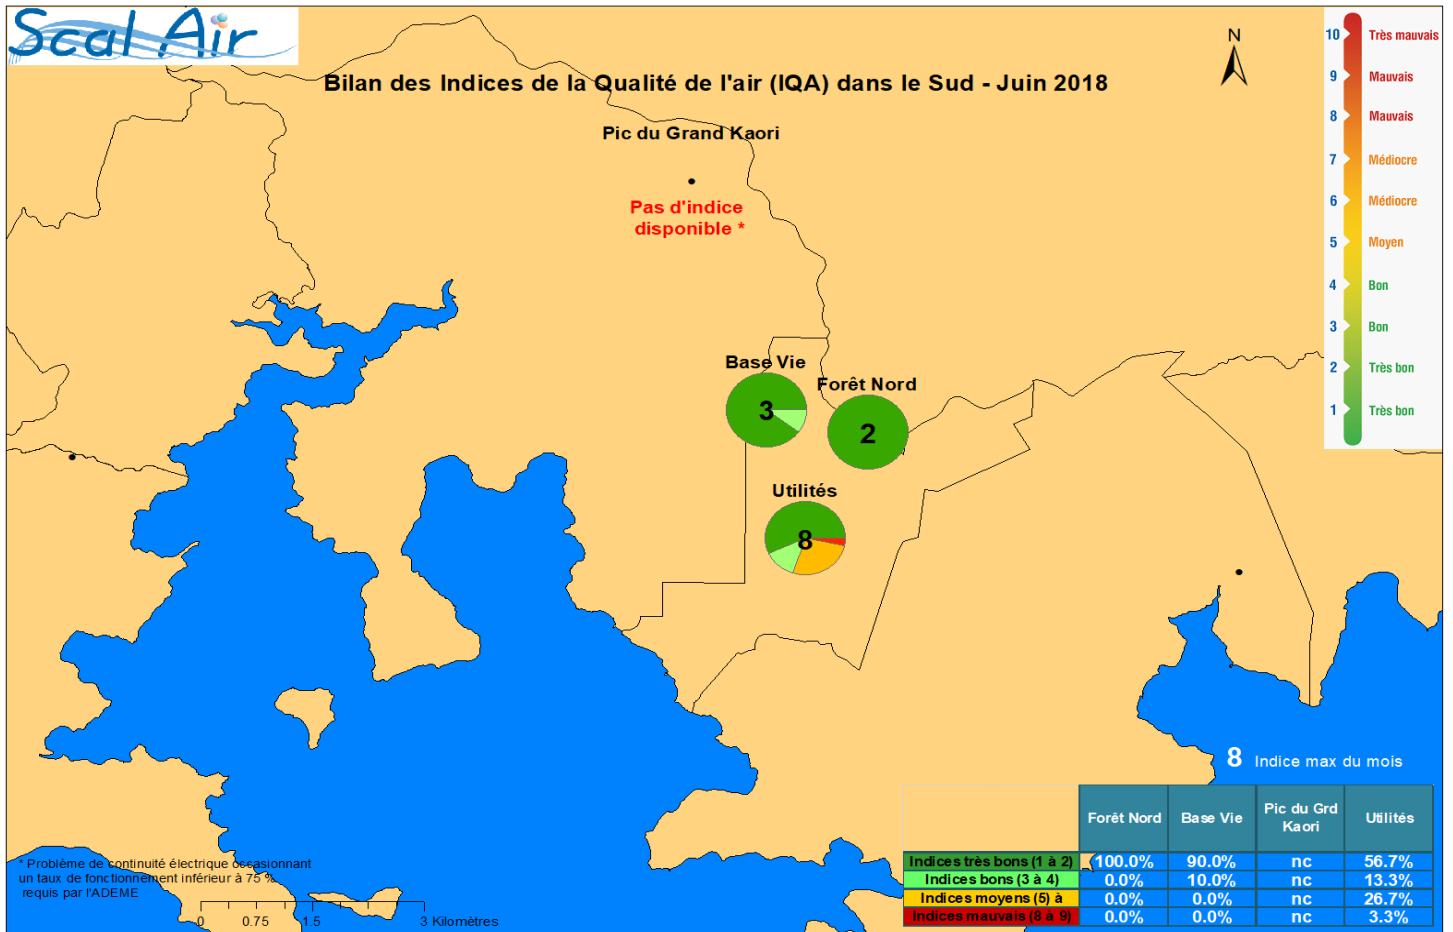 Scal Air
Bilan des Indices de la Qualité de l'air (IQA) dans le Sud - Juin 2018
N
10 Très mauvais
9 Mauvais
8 Mauvais
7 Médiocre
6 Médiocre
5 Moyen
4 Bon
3 Bon
2 Très bon
1 Très bon
Pic du Grand Kaori
Pas d'indice
disponible *
Base Vie
3
Forêt Nord
2
Utilités
8
8 Indice max du mois
Forêt Nord Base Vie Pic du Grd Kaori Utilités
Indices très bons (1 à 2) 100.0% 90.0% nc 56.7%
Indices bons (3 à 4) 0.0% 10.0% nc 13.3%
Indices moyens (5) à 0.0% 0.0% nc 26.7%
Indices mauvais (8 à 9) 0.0% 0.0% nc 3.3%
* Problème de continuité électrique occasionnant
un taux de fonctionnement inférieur à 75 %
requis par l'ADEME
0 0.75 1.5 3 Kilomètres